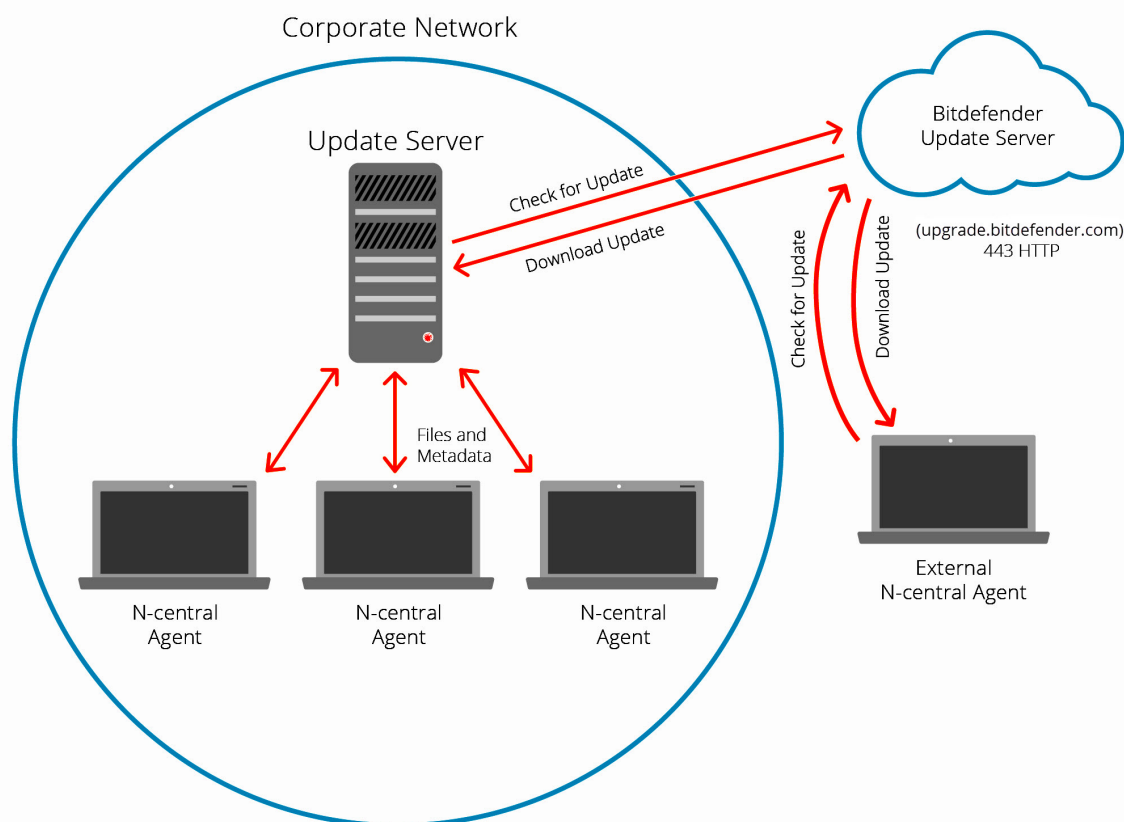 Corporate Network
Update Server
Bitdefender
Update Server
Check for Update
Download Update
(upgrade.bitdefender.com)
443 HTTP
Check for Update
Download Update
Files and
Metadata
N-central
Agent
N-central
Agent
N-central
Agent
External
N-central Agent